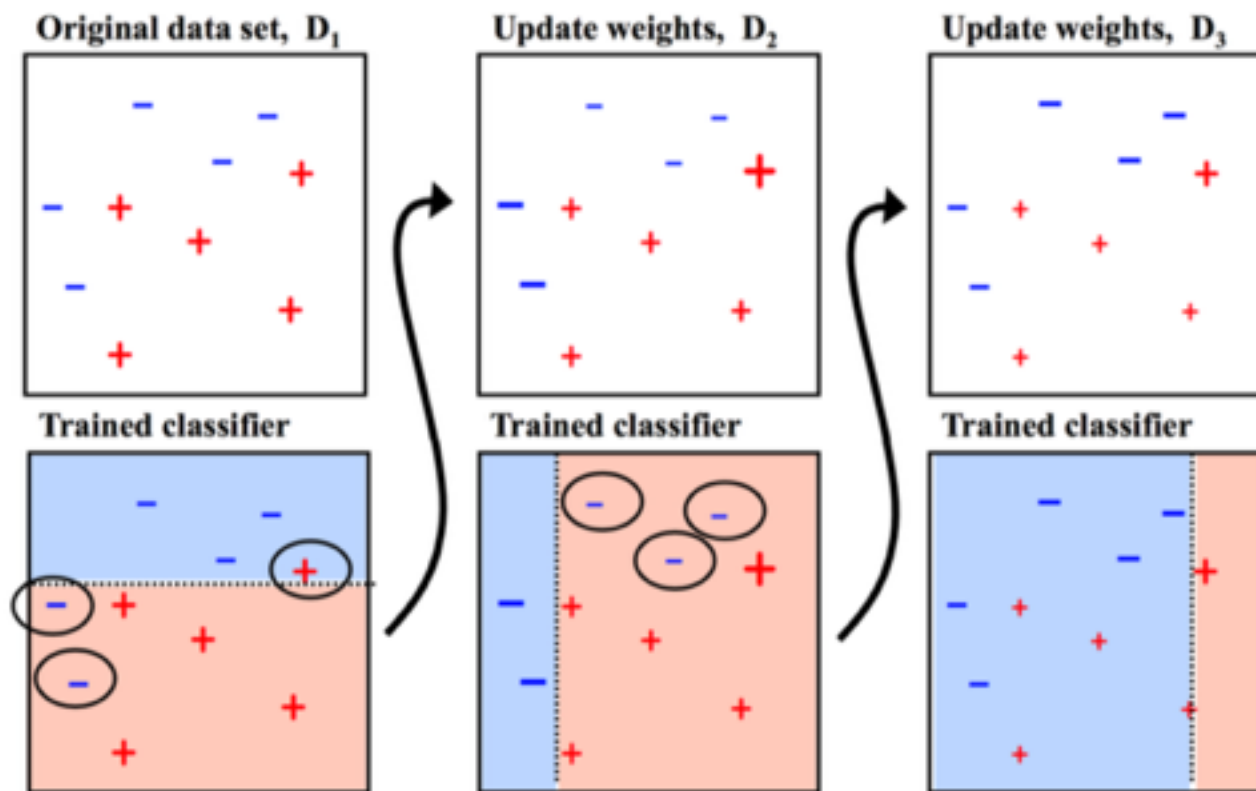 Original data set, D₁
Update weights, D₂
Update weights, D₃
Trained classifier
Trained classifier
Trained classifier